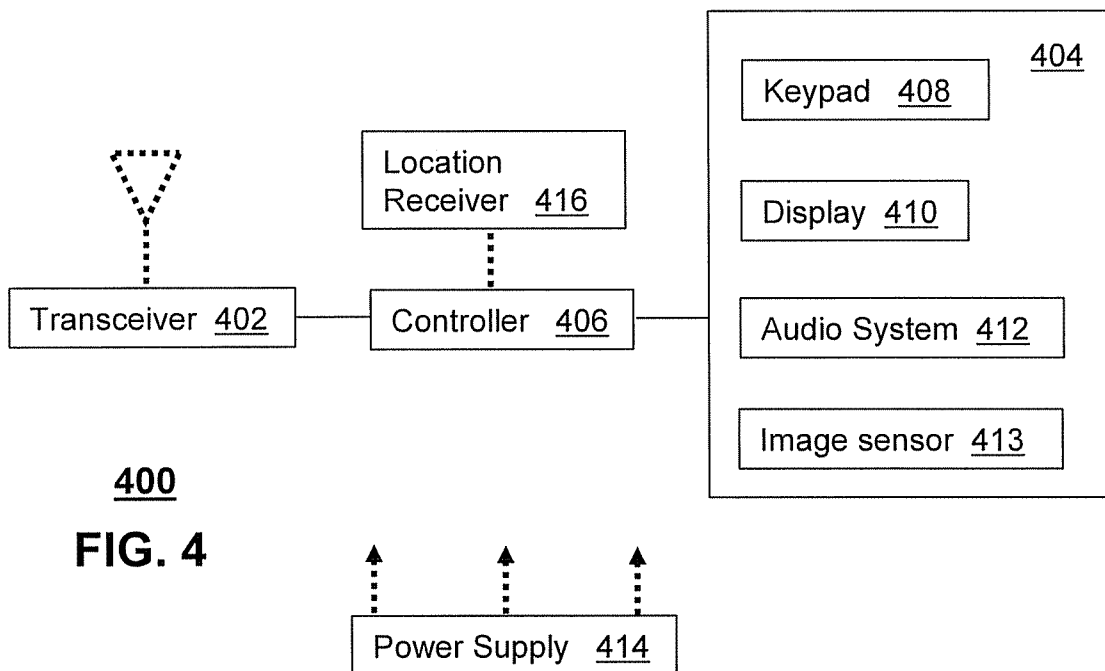 404
Keypad 408
Location
Receiver 416
Display 410
Transceiver 402
Controller 406
Audio System 412
Image sensor 413
400
FIG. 4
Power Supply 414